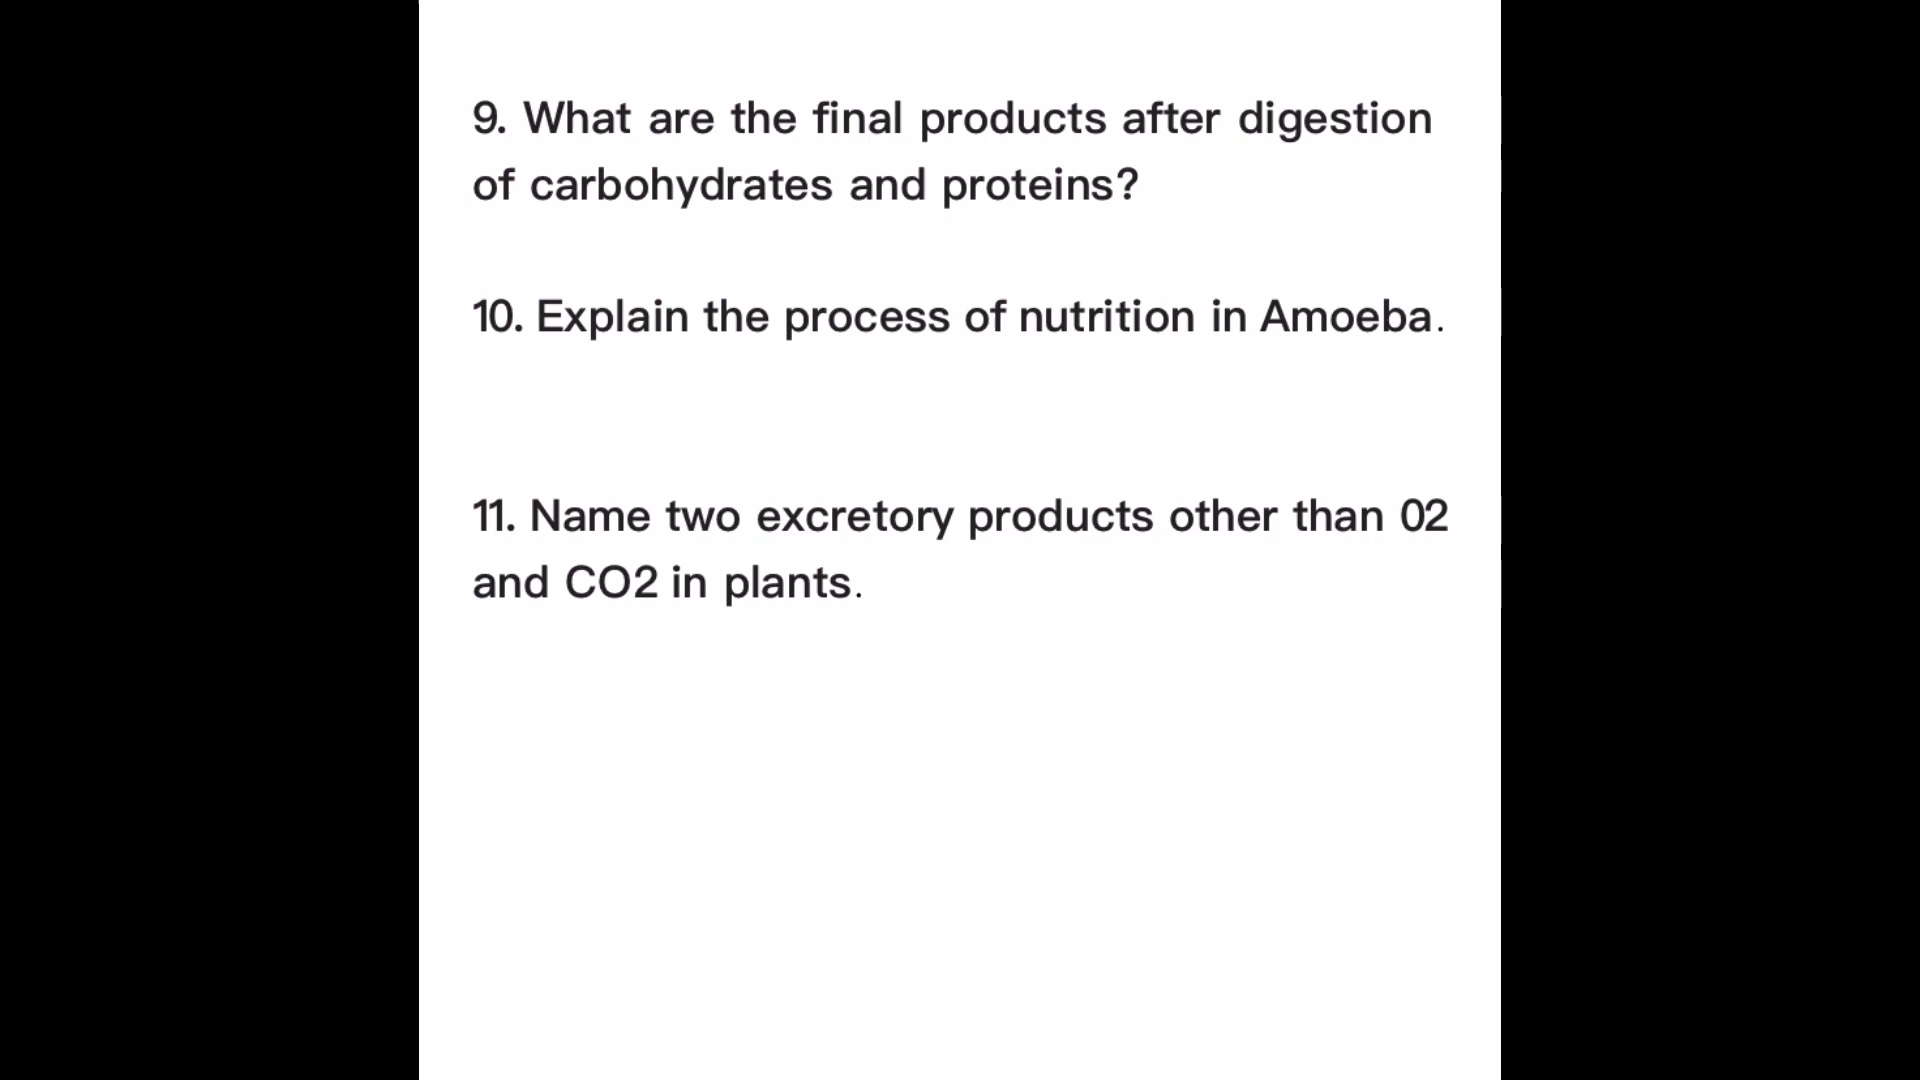 9. What are the final products after digestion
of carbohydrates and proteins?
10. Explain the process of nutrition in Amoeba.
11. Name two excretory products other than 02
and CO2 in plants.